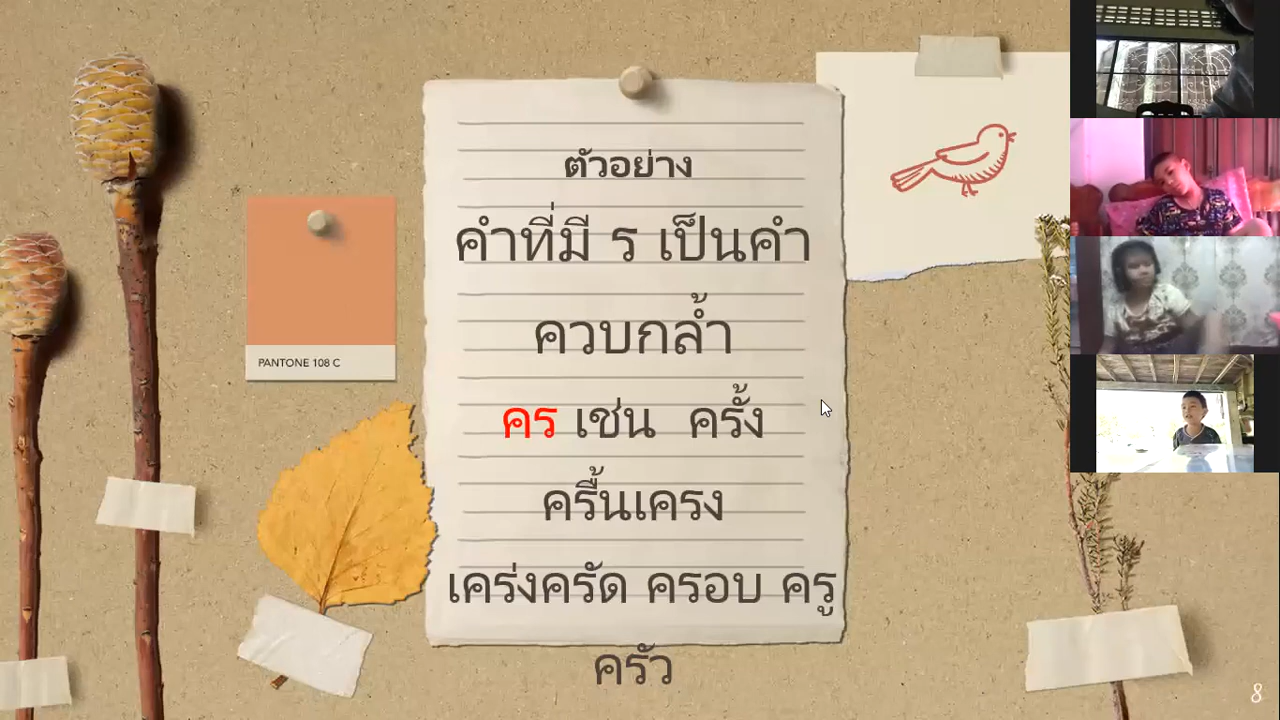 ตัวอย่าง
คำที่มี ร เป็นคำ
ควบกล้ำ
คร เช่น ครั้ง
ครื้นเครง
เคร่งครัด ครอบ ครู
ครัว
PANTONE 108 C
8